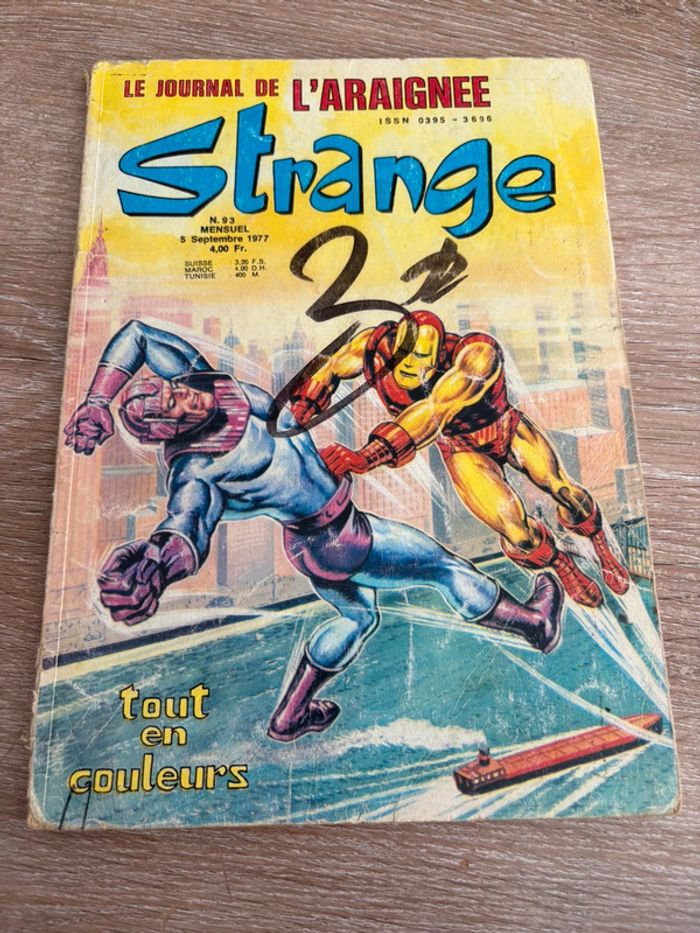 LE JOURNAL DE L'ARAIGNEE
ISSN 0395 - 3696
Strange
N. 93
MENSUEL
5 Septembre 1977
4,00 Fr.
SUISSE : 3,20 F.S.
MAROC : 4.00 D.H.
TUNISIE : 400 M.
tout
en
couleurs